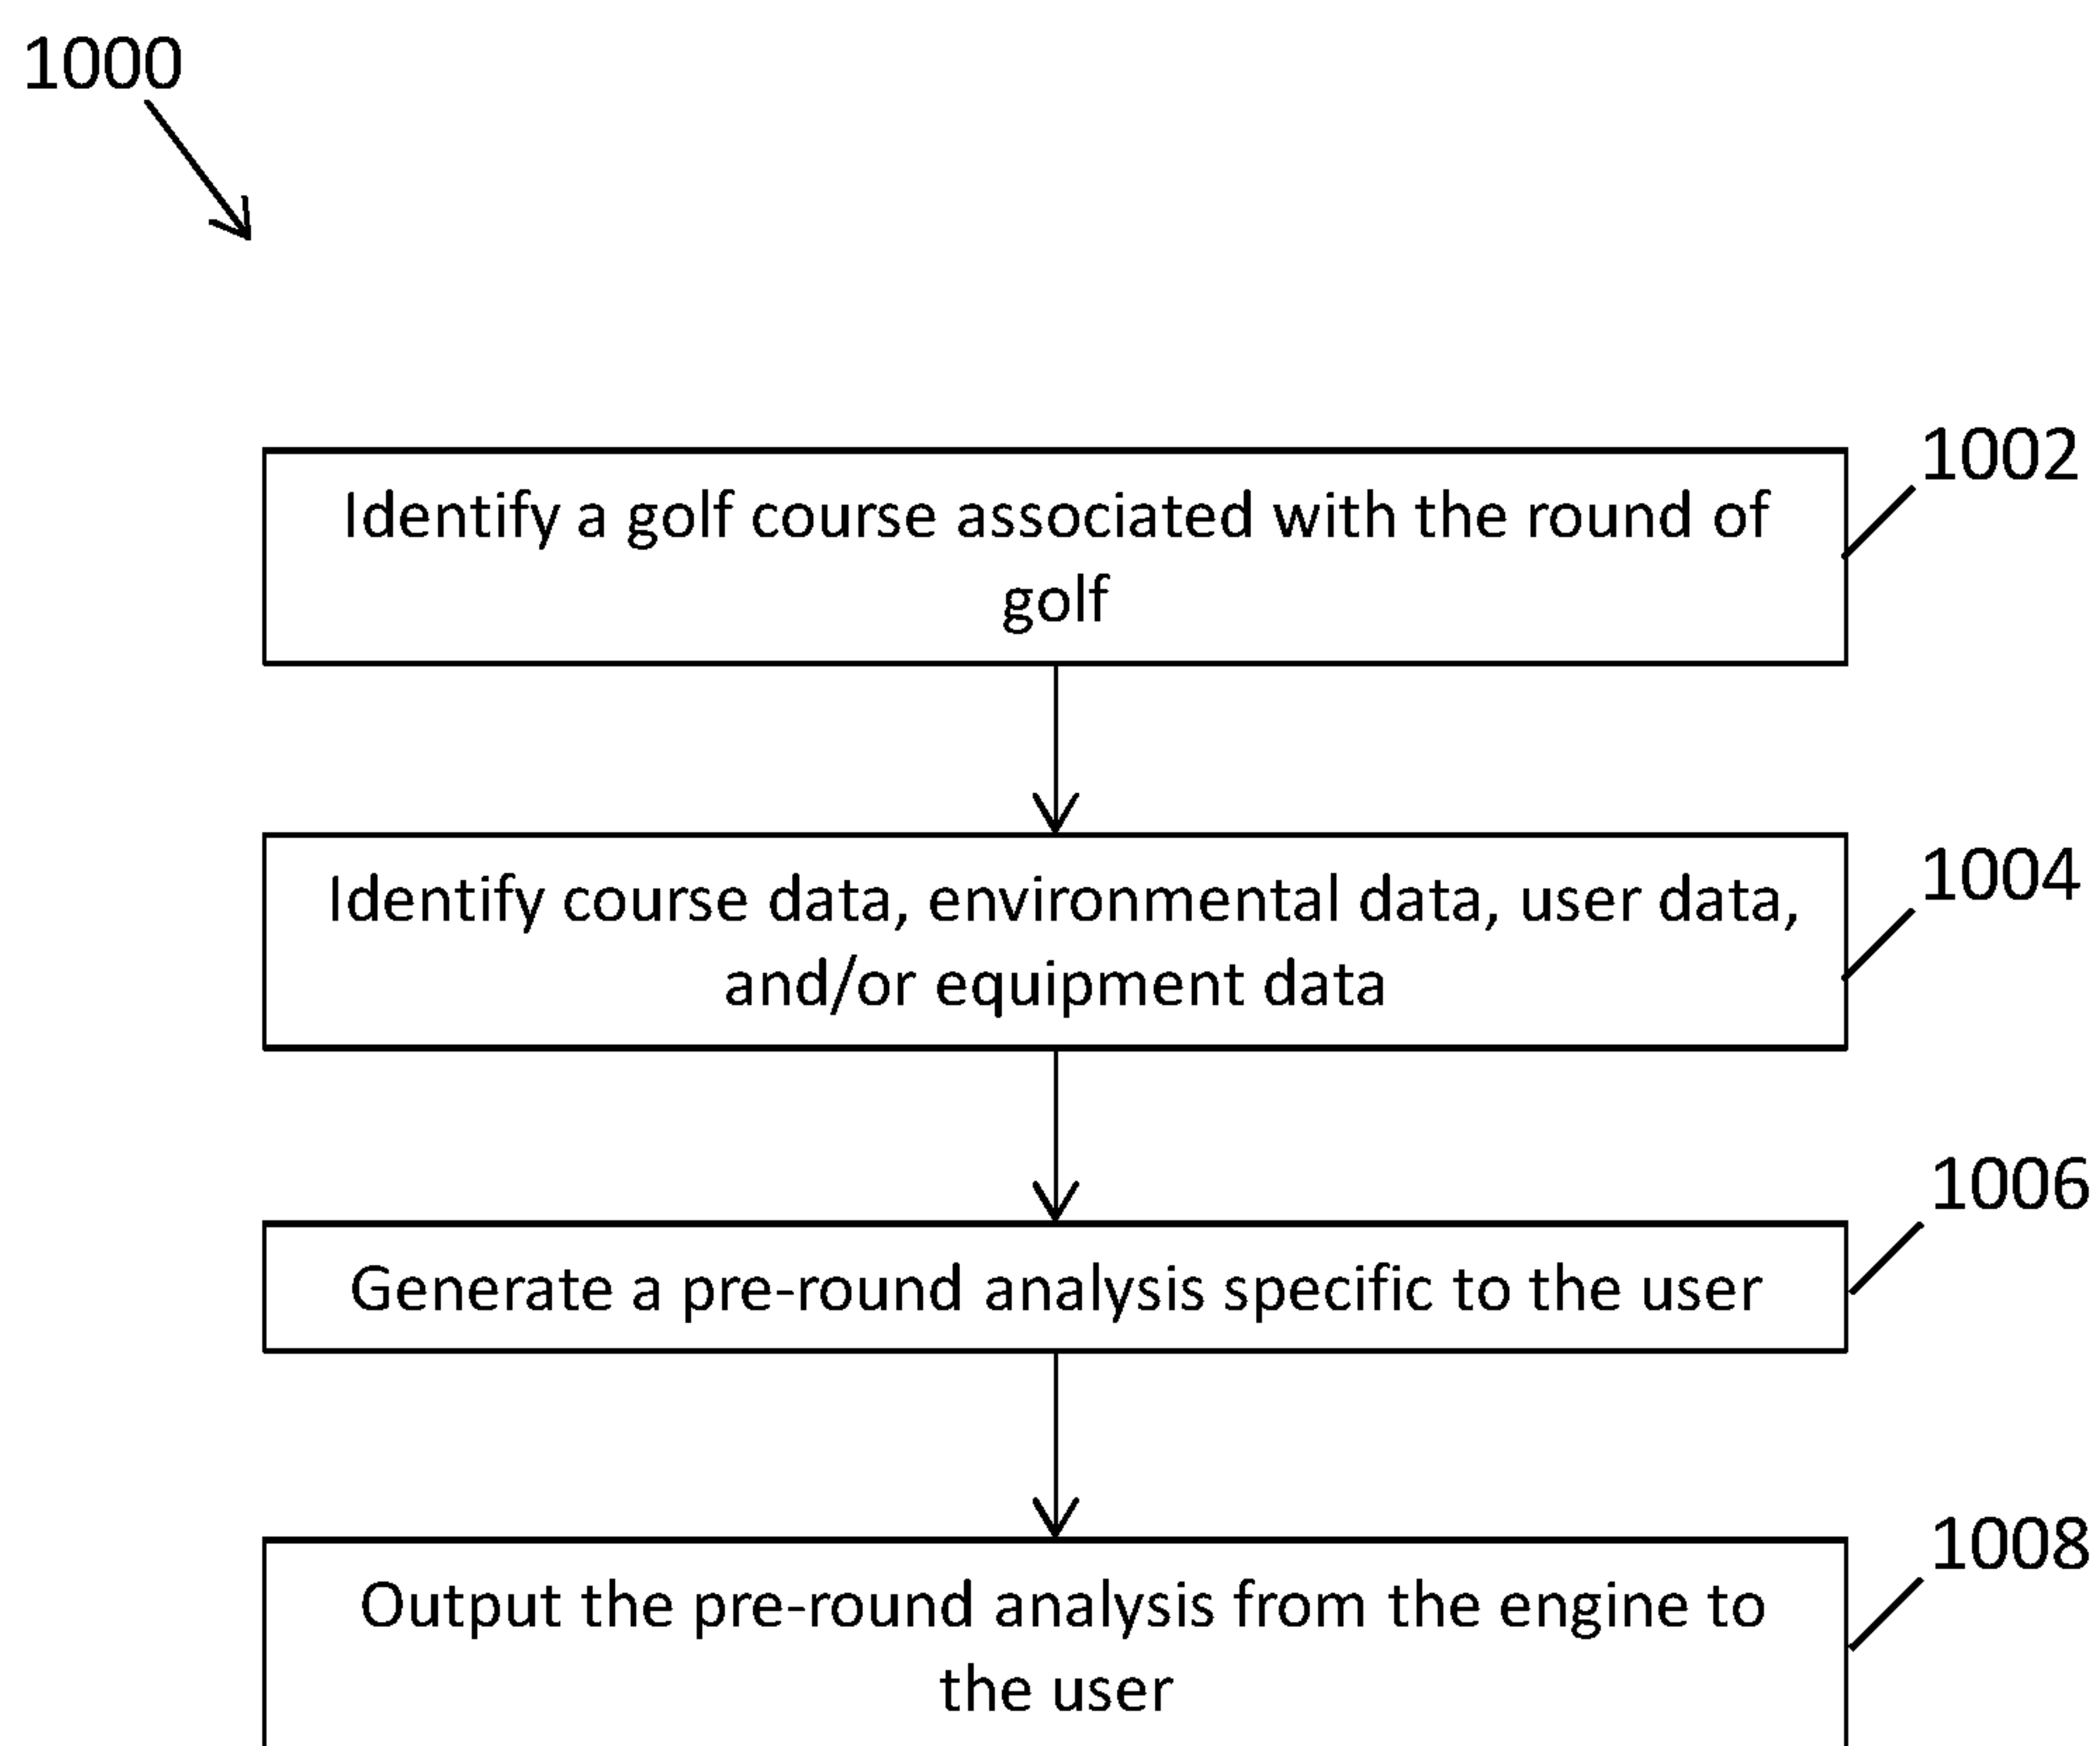 1000
1002
Identify a golf course associated with the round of
golf
1004
Identify course data, environmental data, user data,
and/or equipment data
1006
Generate a pre-round analysis specific to the user
1008
Output the pre-round analysis from the engine to
the user